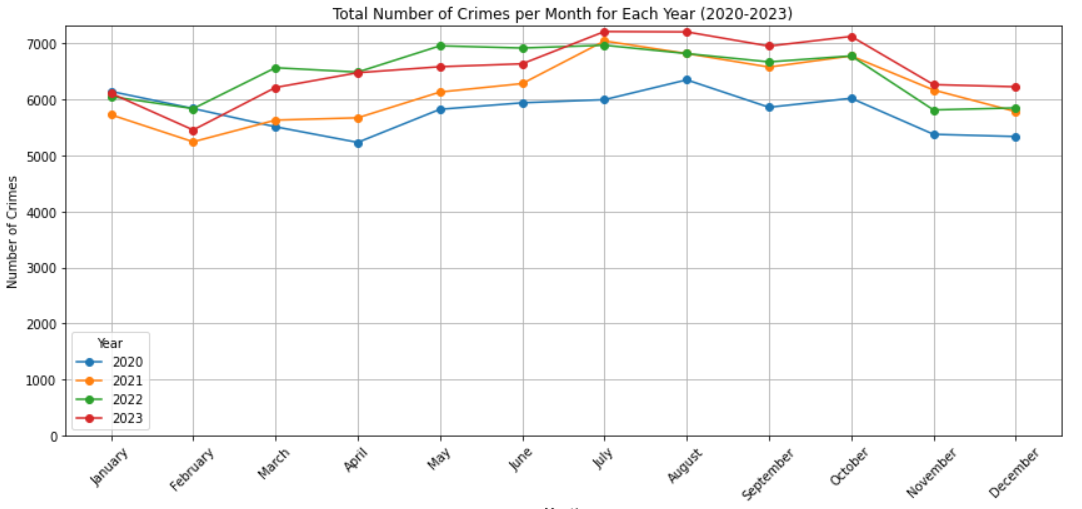 Total Number of Crimes per Month for Each Year (2020-2023)
7000
6000
5000
4000
3000
2000
1000
0
Number of Crimes
Year
2020
2021
2022
2023
January
February
March
April
May
June
July
August
September
October
November
December